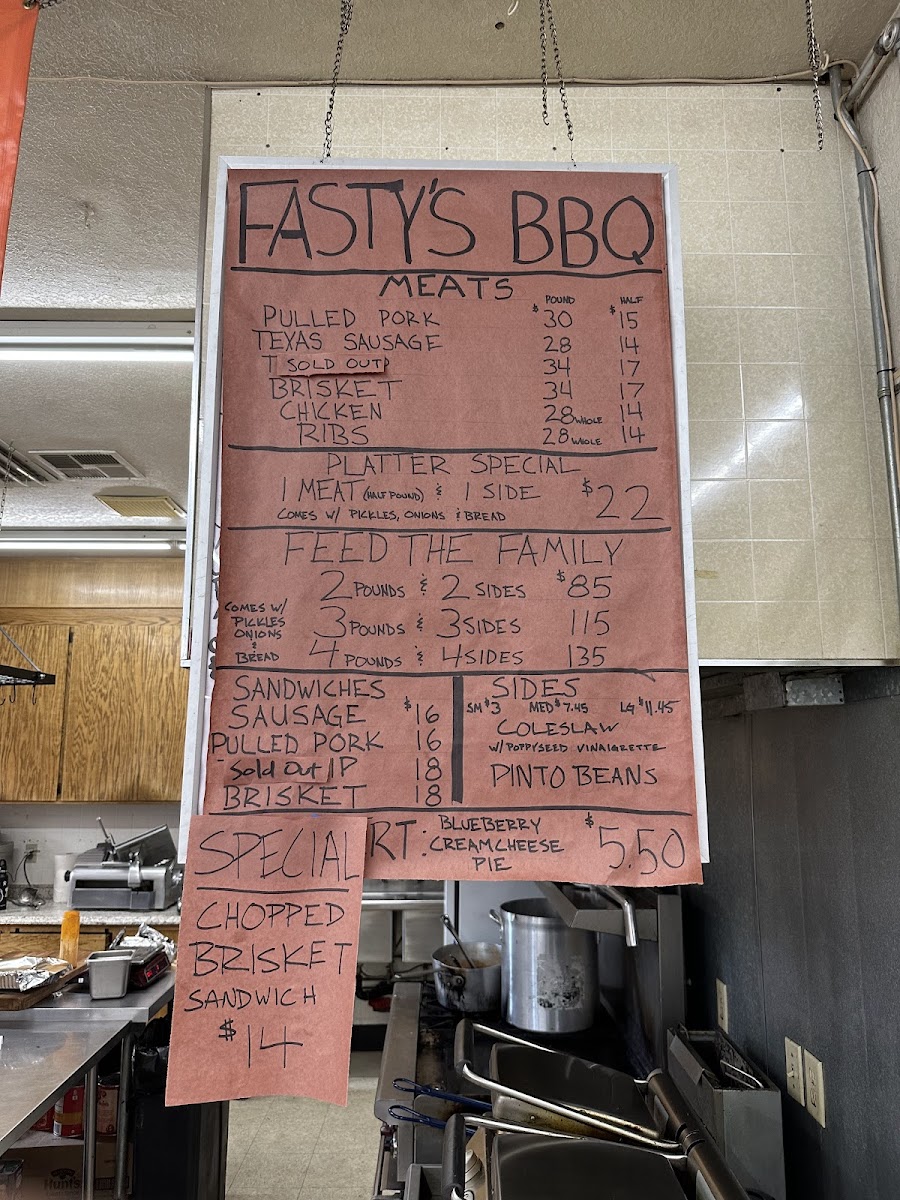 FASTY'S BBQ
MEATS
POUND HALF
PULLED PORK $30 $15
TEXAS SAUSAGE 28 14
T SOLD OUT 34 17
BRISKET 34 17
CHICKEN 28 WHOLE 14
RIBS 28 WHOLE 14
PLATTER SPECIAL
1 MEAT (HALF POUND) & 1 SIDE $22
COMES W/ PICKLES, ONIONS & BREAD
FEED THE FAMILY
2 POUNDS & 2 SIDES $85
3 POUNDS & 3 SIDES 115
4 POUNDS & 4 SIDES 135
COMES W/
PICKLES
ONIONS
&
BREAD
SANDWICHES
SAUSAGE $16
PULLED PORK 16
Sold Out IP 18
BRISKET 18
SIDES
SM $3 MED $7.45 LG $11.45
COLESLAW
W/ POPPYSEED VINAIGRETTE
PINTO BEANS
RT: BLUEBERRY
CREAMCHEESE
PIE
$5.50
SPECIAL
CHOPPED
BRISKET
SANDWICH
$14
Hunt's